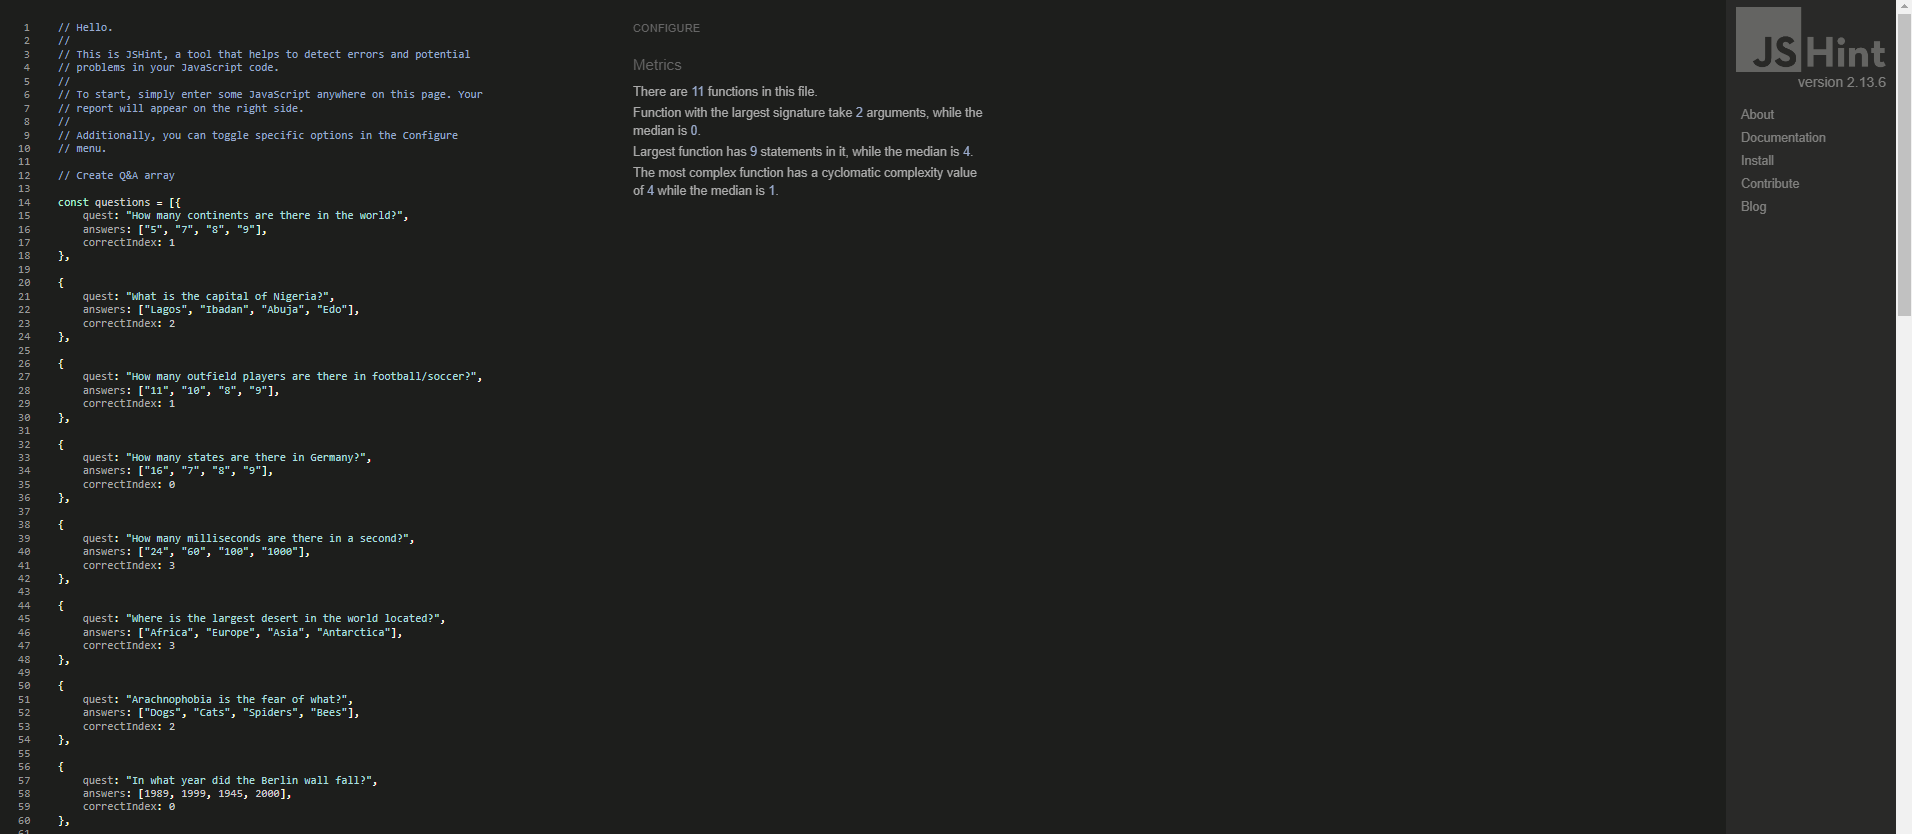 1 // Hello.
2 //
3 // This is JSHint, a tool that helps to detect errors and potential
4 // problems in your JavaScript code.
5 //
6 // To start, simply enter some JavaScript anywhere on this page. Your
7 // report will appear on the right side.
8 //
9 // Additionally, you can toggle specific options in the Configure
10 // menu.
11
12 // Create Q&A array
13
14 const questions = [{
15 quest: "How many continents are there in the world?",
16 answers: ["5", "7", "8", "9"],
17 correctIndex: 1
18 },
19
20 {
21 quest: "What is the capital of Nigeria?",
22 answers: ["Lagos", "Ibadan", "Abuja", "Edo"],
23 correctIndex: 2
24 },
25
26 {
27 quest: "How many outfield players are there in football/soccer?",
28 answers: ["11", "10", "8", "9"],
29 correctIndex: 1
30 },
31
32 {
33 quest: "How many states are there in Germany?",
34 answers: ["16", "7", "8", "9"],
35 correctIndex: 0
36 },
37
38 {
39 quest: "How many milliseconds are there in a second?",
40 answers: ["24", "60", "100", "1000"],
41 correctIndex: 3
42 },
43
44 {
45 quest: "Where is the largest desert in the world located?",
46 answers: ["Africa", "Europe", "Asia", "Antarctica"],
47 correctIndex: 3
48 },
49
50 {
51 quest: "Arachnophobia is the fear of what?",
52 answers: ["Dogs", "Cats", "Spiders", "Bees"],
53 correctIndex: 2
54 },
55
56 {
57 quest: "In what year did the Berlin wall fall?",
58 answers: [1989, 1999, 1945, 2000],
59 correctIndex: 0
60 },
61
CONFIGURE
Metrics
There are 11 functions in this file.
Function with the largest signature take 2 arguments, while the
median is 0.
Largest function has 9 statements in it, while the median is 4.
The most complex function has a cyclomatic complexity value
of 4 while the median is 1.
JSHint
version 2.13.6
About
Documentation
Install
Contribute
Blog